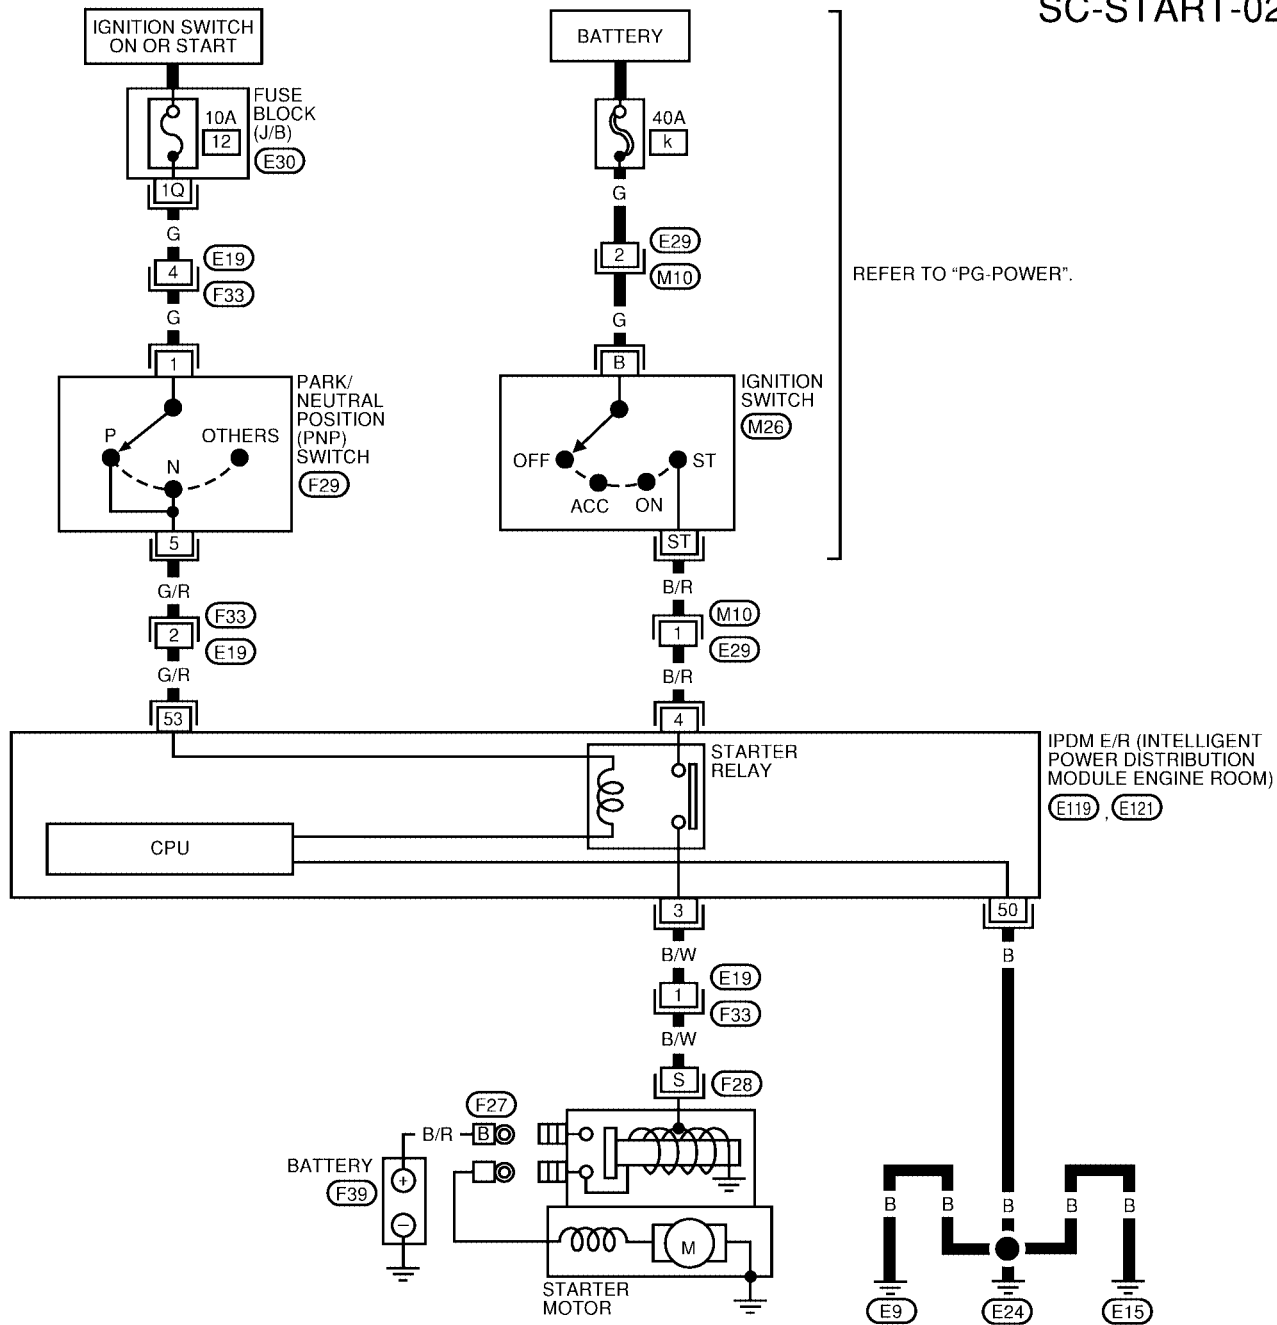 SC-START-02
IGNITION SWITCH
ON OR START
BATTERY
FUSE
BLOCK
(J/B)
E30
10A
12
1Q
40A
k
G
G
4
E19
F33
G
2
E29
M10
G
REFER TO “PG-POWER”.
1
PARK/
NEUTRAL
POSITION
(PNP)
SWITCH
F29
P
N
OTHERS
5
B
IGNITION
SWITCH
M26
OFF
ACC
ON
ST
ST
G/R
F33
2
E19
G/R
53
B/R
M10
1
E29
B/R
4
STARTER
RELAY
CPU
IPDM E/R (INTELLIGENT
POWER DISTRIBUTION
MODULE ENGINE ROOM)
E119 , E121
3
50
B/W
E19
1
F33
B/W
S
F28
B
F27
B/R
B
BATTERY
F39
+
−
M
STARTER
MOTOR
B
B
B
B
B
E9
E24
E15